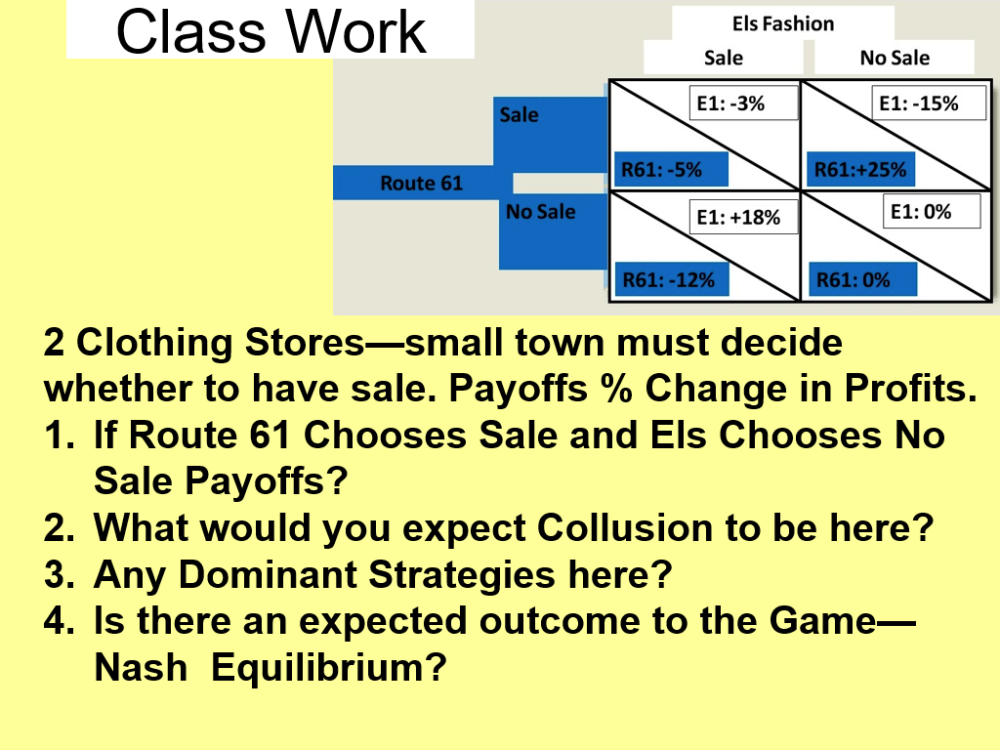 Class Work
Els Fashion
Sale No Sale
E1: -3% E1: -15%
Sale
R61: -5% R61:+25%
Route 61
No Sale
E1: +18% E1: 0%
R61: -12% R61: 0%
2 Clothing Stores—small town must decide
whether to have sale. Payoffs % Change in Profits.
1. If Route 61 Chooses Sale and Els Chooses No
Sale Payoffs?
2. What would you expect Collusion to be here?
3. Any Dominant Strategies here?
4. Is there an expected outcome to the Game—
Nash Equilibrium?